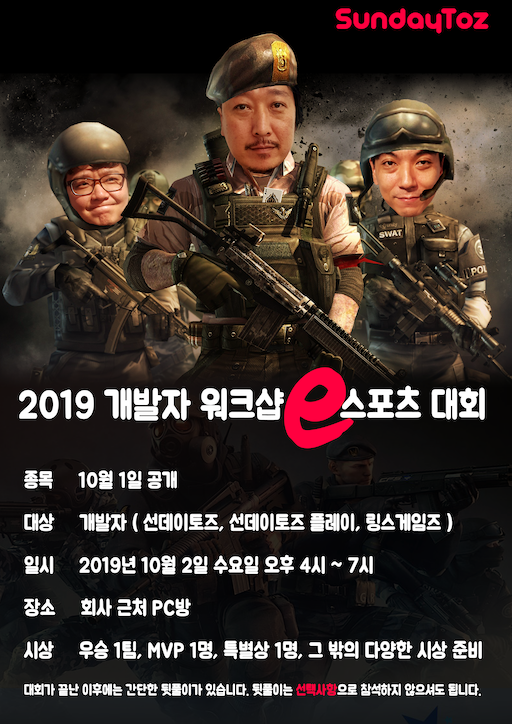 SundayToz
SWAT
POL
2019 개발자 워크샵 e스포츠 대회
종목 10월 1일 공개
대상 개발자 ( 선데이토즈, 선데이토즈 플레이, 링스게임즈 )
일시 2019년 10월 2일 수요일 오후 4시 ~ 7시
장소 회사 근처 PC방
시상 우승 1팀, MVP 1명, 특별상 1명, 그 밖의 다양한 시상 준비
대회가 끝난 이후에는 간단한 뒷풀이가 있습니다. 뒷풀이는 선택사항으로 참석하지 않으셔도 됩니다.